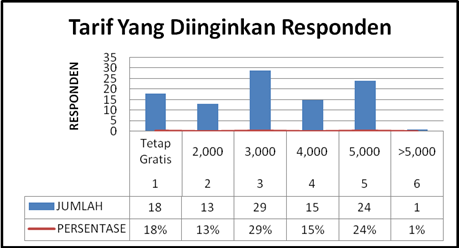 Tarif Yang Diinginkan Responden
RESPONDEN
35
30
25
20
15
10
5
0
Tetap Gratis 2,000 3,000 4,000 5,000 >5,000
1 2 3 4 5 6
JUMLAH 18 13 29 15 24 1
PERSENTASE 18% 13% 29% 15% 24% 1%